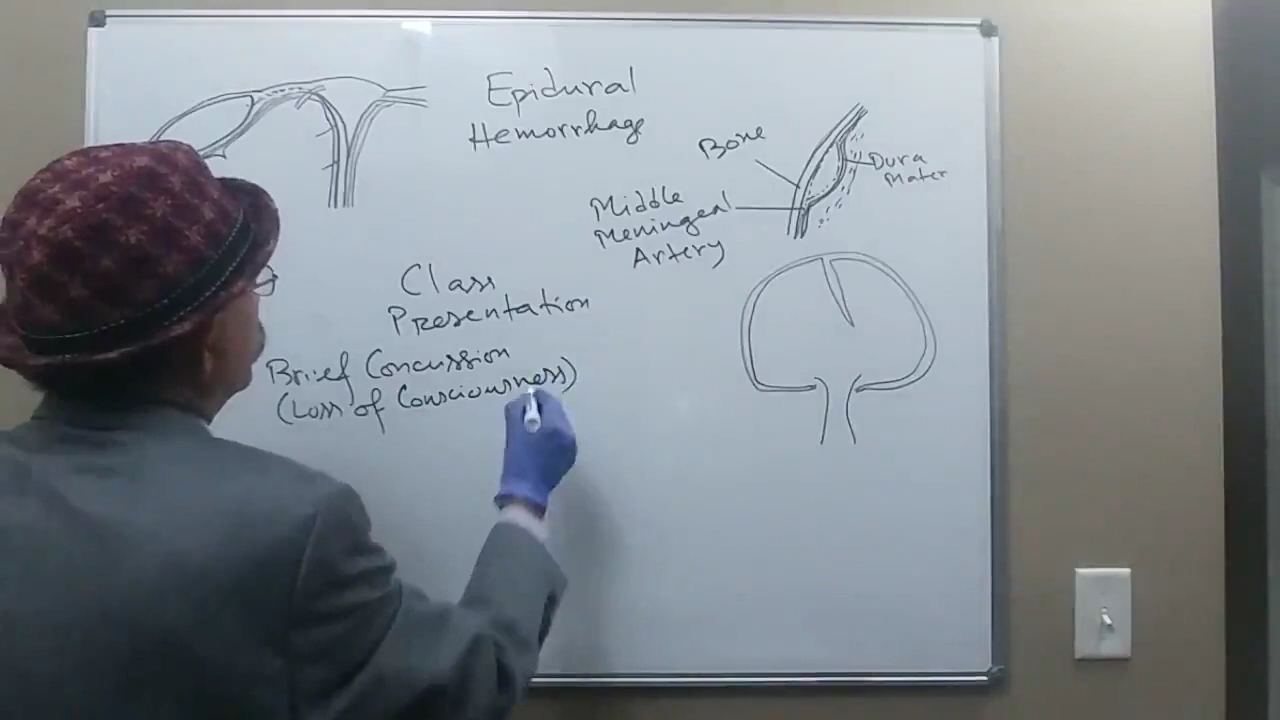 Epidural
Hemorrhage
Bone
Dura
Mater
Middle
Meningeal
Artery
Class
Presentation
Brief Concussion
(Loss of Consciousness)